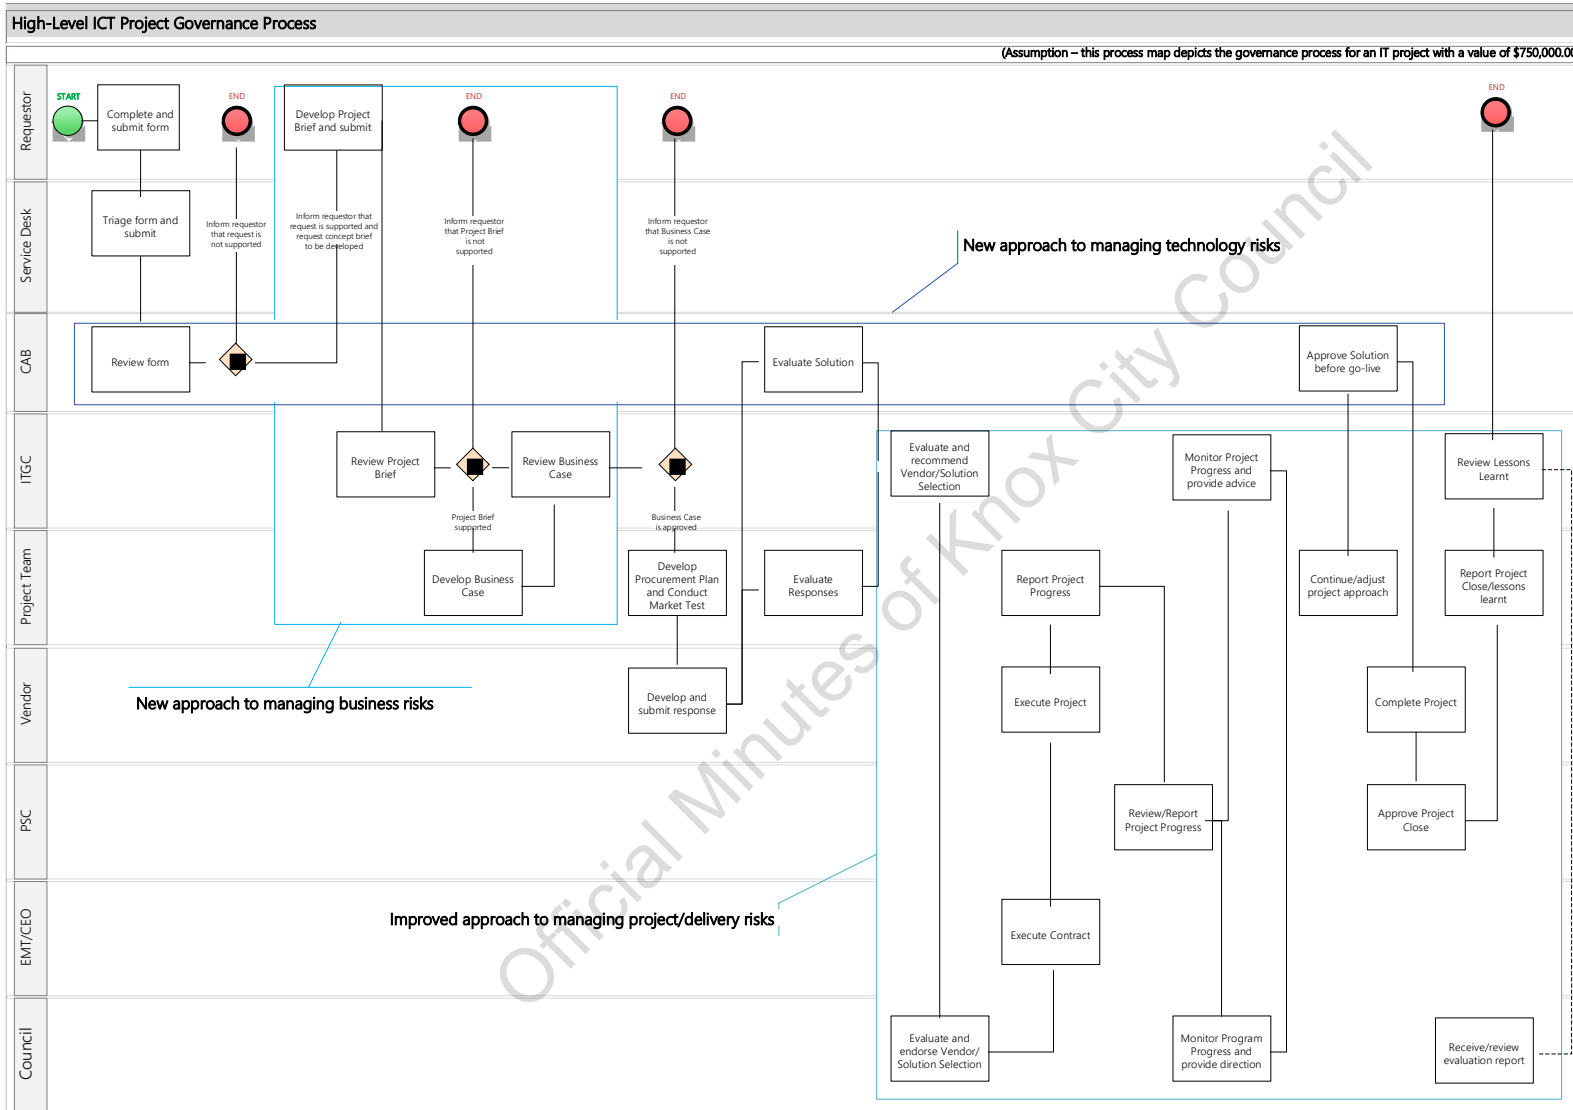 High-Level ICT Project Governance Process
(Assumption – this process map depicts the governance process for an IT project with a value of $750,000.00
Requestor
START
Complete and
submit form
END
Develop Project
Brief and submit
END
END
END
Service Desk
Triage form and
submit
Inform requestor
that request is
not supported
Inform requestor that
request is supported and
request concept brief
to be developed
Inform requestor
that Project Brief
is not
supported
Inform requestor
that Business Case
is not
supported
New approach to managing technology risks
CAB
Review form
Evaluate Solution
Approve Solution
before go-live
ITGC
Review Project
Brief
Review Business
Case
Project Brief
supported
Business Case
is approved
Evaluate and
recommend
Vendor/Solution
Selection
Monitor Project
Progress and
provide advice
Review Lessons
Learnt
Project Team
Develop Business
Case
Develop
Procurement Plan
and Conduct
Market Test
Evaluate
Responses
Report Project
Progress
Continue/adjust
project approach
Report Project
Close/lessons
learnt
Vendor
New approach to managing business risks
Develop and
submit response
Execute Project
Complete Project
PSC
Review/Report
Project Progress
Approve Project
Close
EMT/CEO
Improved approach to managing project/delivery risks
Execute Contract
Council
Evaluate and
endorse Vendor/
Solution Selection
Monitor Program
Progress and
provide direction
Receive/review
evaluation report
Official Minutes of Knox City Council